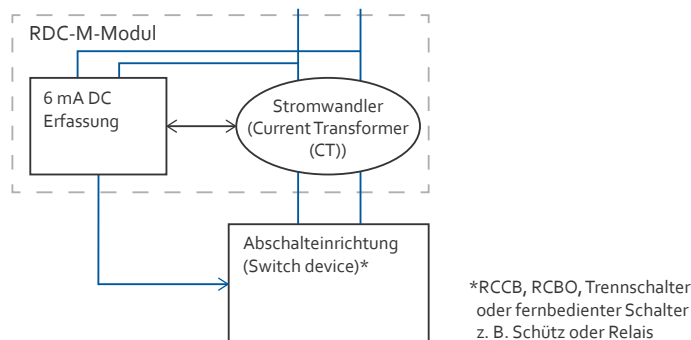 RDC-M-Modul
6 mA DC
Erfassung
Stromwandler
(Current Transformer
(CT))
Abschalteinrichtung
(Switch device)*
*RCCB, RCBO, Trennschalter
oder fernbedienter Schalter
z. B. Schütz oder Relais